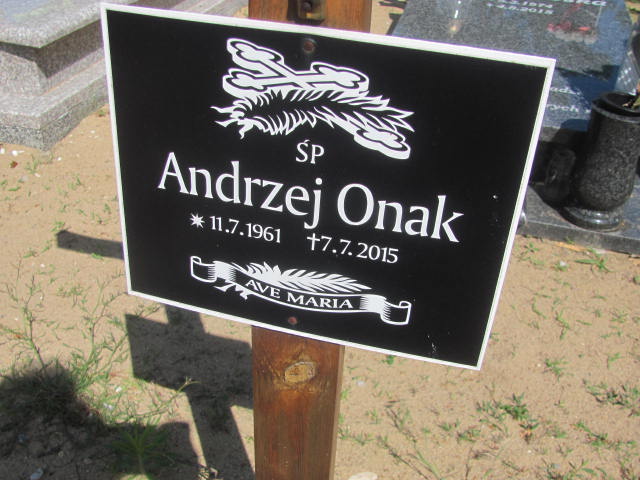 ŚP
Andrzej Onak
✷ 11.7.1961 ✝7.7.2015
AVE MARIA